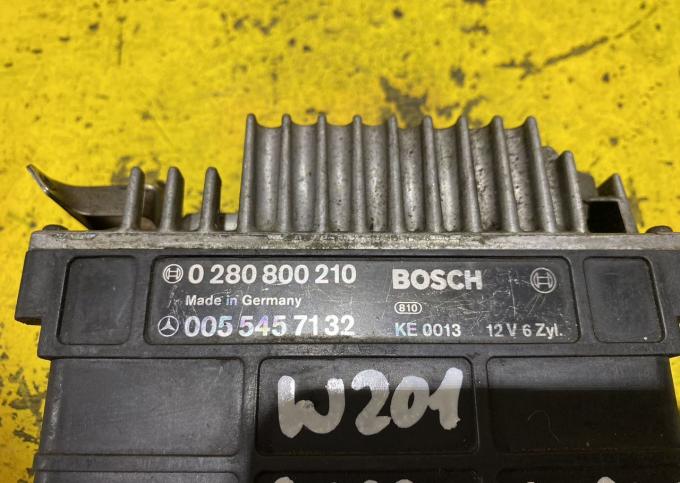 0 280 800 210 BOSCH
Made in Germany 810
005 545 71 32 KE 0013 12 V 6 Zyl.
W201